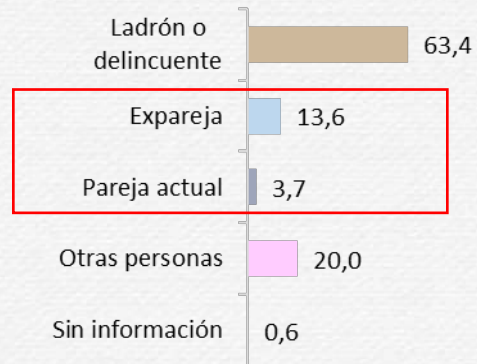 Ladrón o
delincuente
63,4
Expareja
13,6
Pareja actual
3,7
Otras personas
20,0
Sin información
0,6